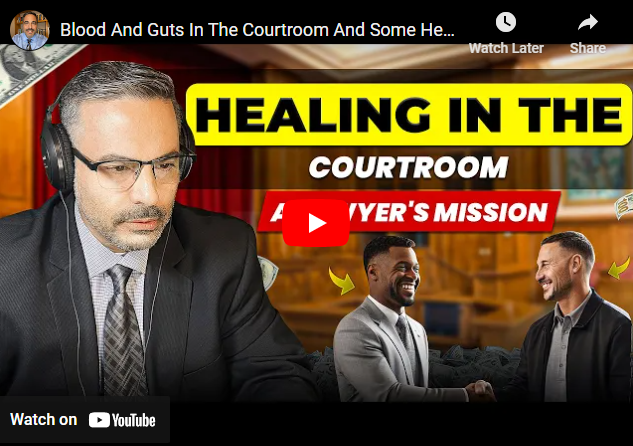 Blood And Guts In The Courtroom And Some He...
Watch Later
Share
HEALING IN THE
COURTROOM
MISSION
Watch on YouTube